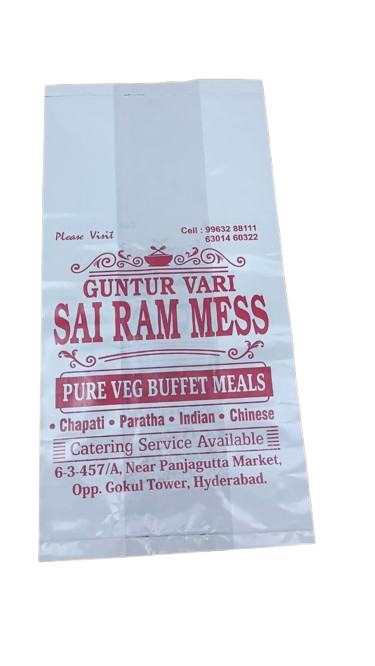 Please Visit
Cell : 99632 88111
63014 60322
GUNTUR VARI
SAI RAM MESS
PURE VEG BUFFET MEALS
• Chapati • Paratha • Indian • Chinese
Catering Service Available
6-3-457/A, Near Panjagutta Market,
Opp. Gokul Tower, Hyderabad.